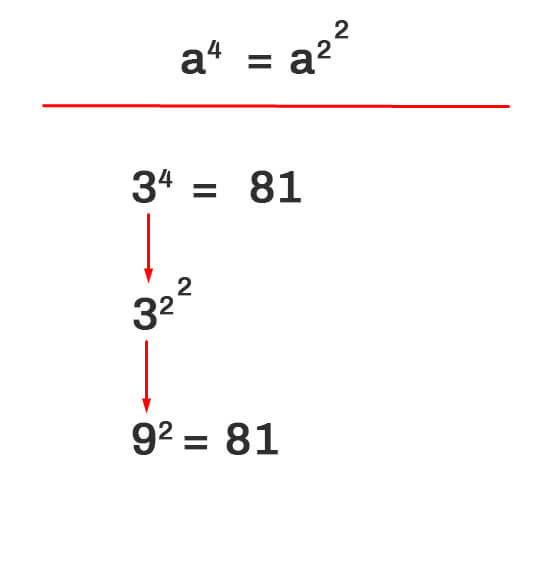 a⁴ = a²²
3⁴ = 81
3²²
9² = 81